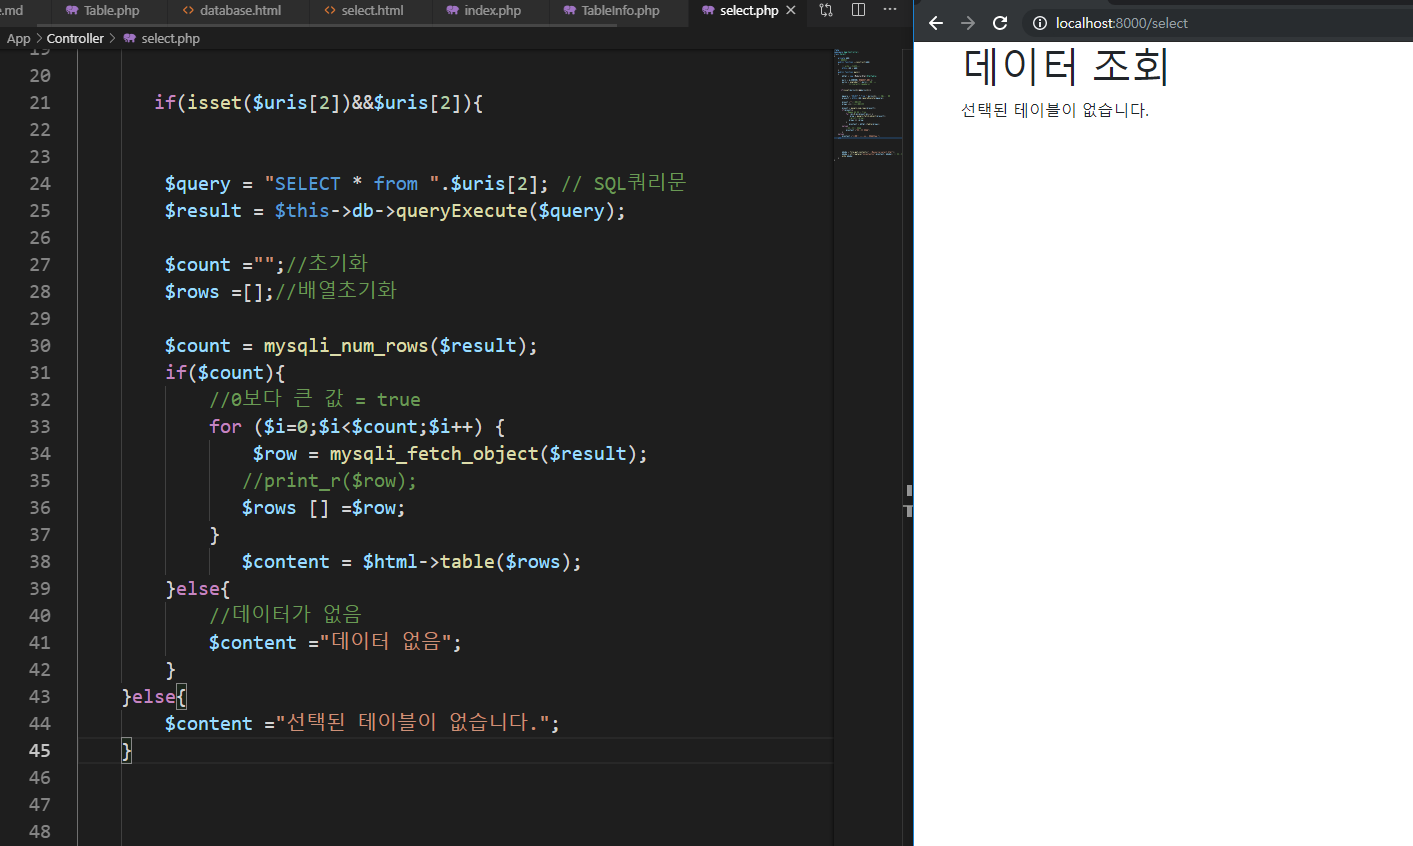 e.md Table.php database.html select.html index.php TableInfo.php select.php
App > Controller > select.php
19
20
21 if(isset($uris[2])&&$uris[2]){
22
23
24 $query = "SELECT * from ".$uris[2]; // SQL쿼리문
25 $result = $this->db->queryExecute($query);
26
27 $count ="";//초기화
28 $rows =[];//배열초기화
29
30 $count = mysqli_num_rows($result);
31 if($count){
32 //0보다 큰 값 = true
33 for ($i=0;$i<$count;$i++) {
34 $row = mysqli_fetch_object($result);
35 //print_r($row);
36 $rows [] =$row;
37 }
38 $content = $html->table($rows);
39 }else{
40 //데이터가 없음
41 $content ="데이터 없음";
42 }
43 }else{
44 $content ="선택된 테이블이 없습니다.";
45 }
46
47
48
localhost:8000/select
데이터 조회
선택된 테이블이 없습니다.